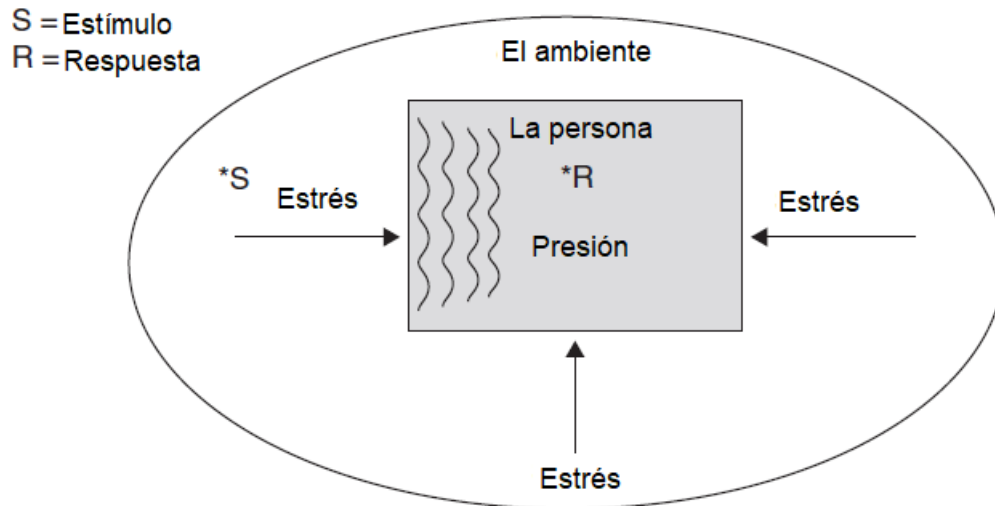 S = Estímulo
R = Respuesta
El ambiente
La persona
*S
*R
Estrés
Estrés
Presión
Estrés